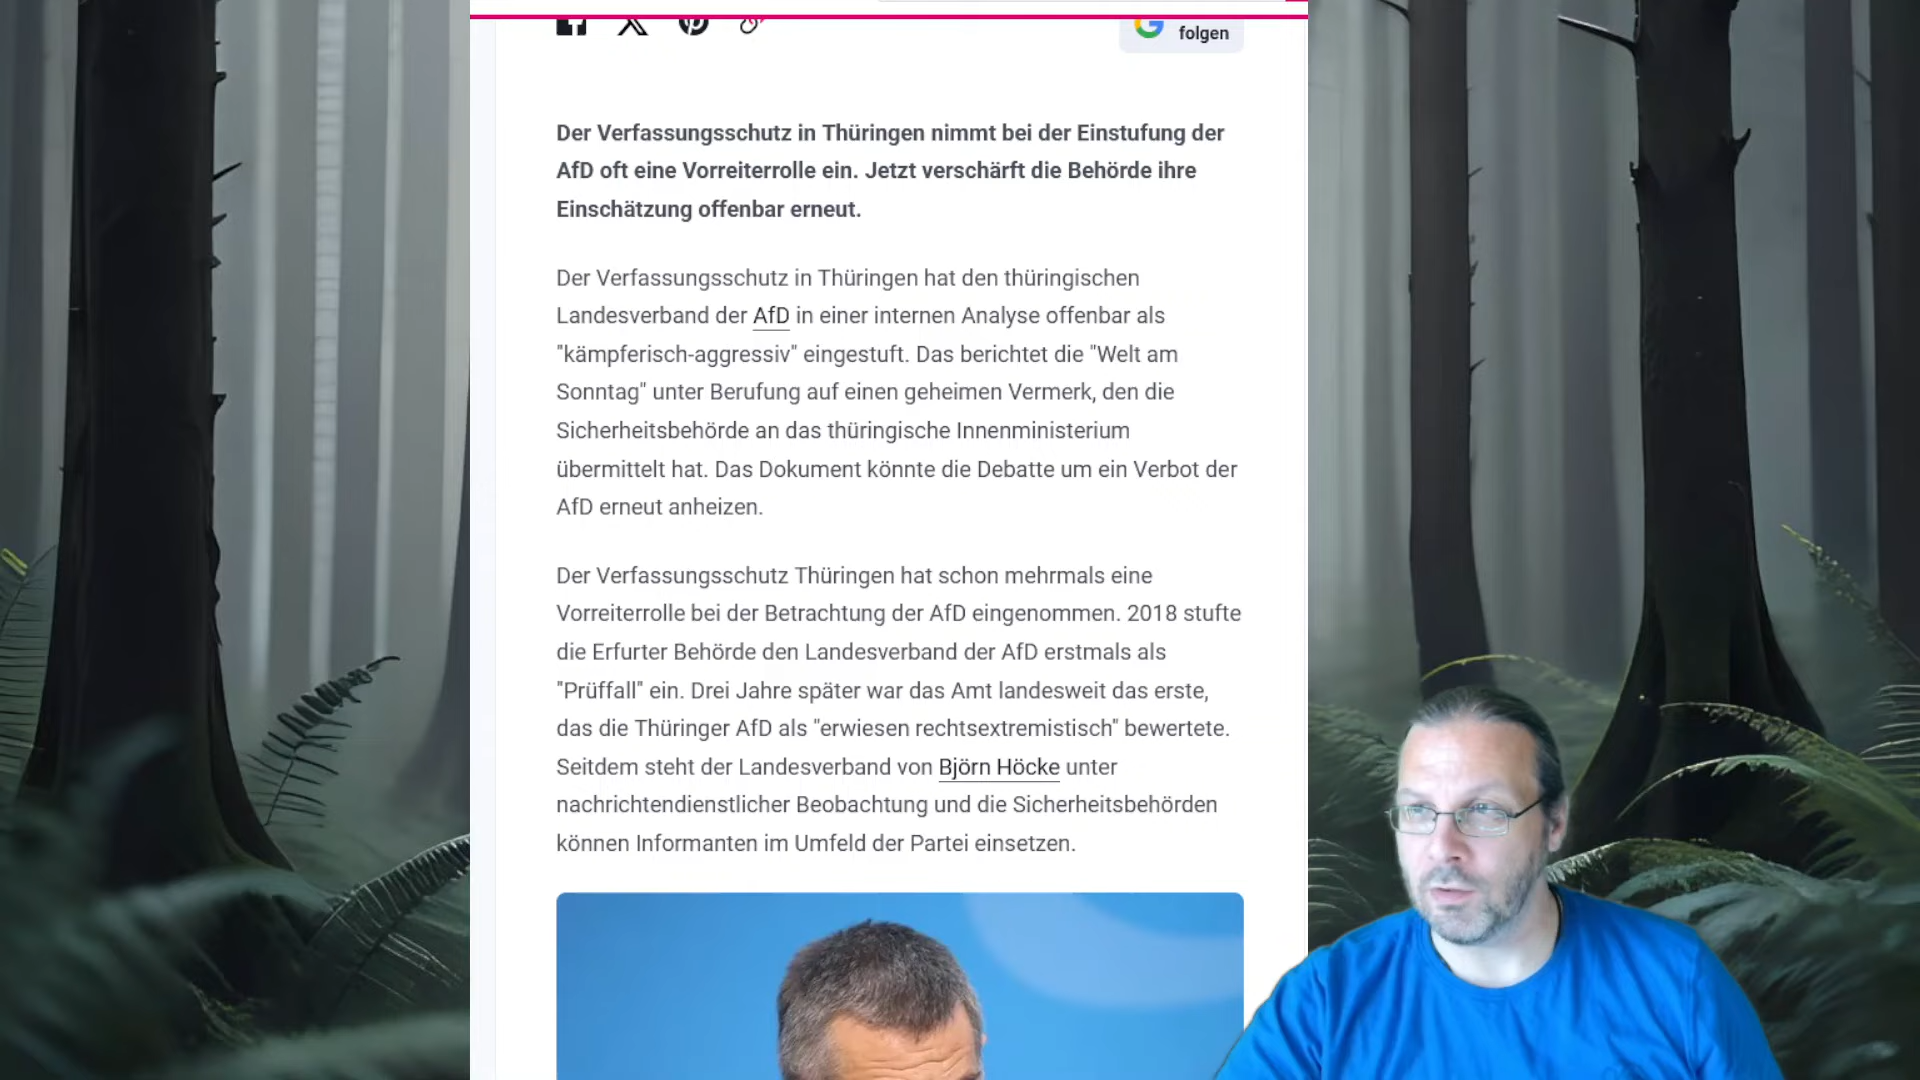 folgen
Der Verfassungsschutz in Thüringen nimmt bei der Einstufung der
AfD oft eine Vorreiterrolle ein. Jetzt verschärft die Behörde ihre
Einschätzung offenbar erneut.
Der Verfassungsschutz in Thüringen hat den thüringischen
Landesverband der AfD in einer internen Analyse offenbar als
"kämpferisch-aggressiv" eingestuft. Das berichtet die "Welt am
Sonntag" unter Berufung auf einen geheimen Vermerk, den die
Sicherheitsbehörde an das thüringische Innenministerium
übermittelt hat. Das Dokument könnte die Debatte um ein Verbot der
AfD erneut anheizen.
Der Verfassungsschutz Thüringen hat schon mehrmals eine
Vorreiterrolle bei der Betrachtung der AfD eingenommen. 2018 stufte
die Erfurter Behörde den Landesverband der AfD erstmals als
"Prüffall" ein. Drei Jahre später war das Amt landesweit das erste,
das die Thüringer AfD als "erwiesen rechtsextremistisch" bewertete.
Seitdem steht der Landesverband von Björn Höcke unter
nachrichtendienstlicher Beobachtung und die Sicherheitsbehörden
können Informanten im Umfeld der Partei einsetzen.